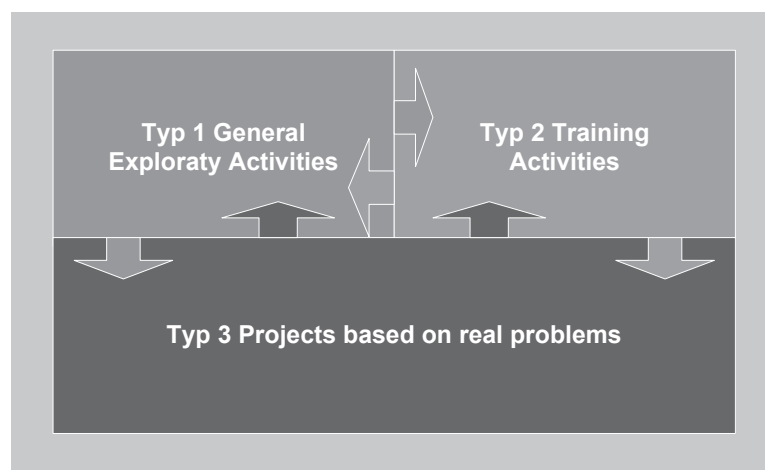 Typ 1 General
Exploraty Activities
Typ 2 Training
Activities
Typ 3 Projects based on real problems